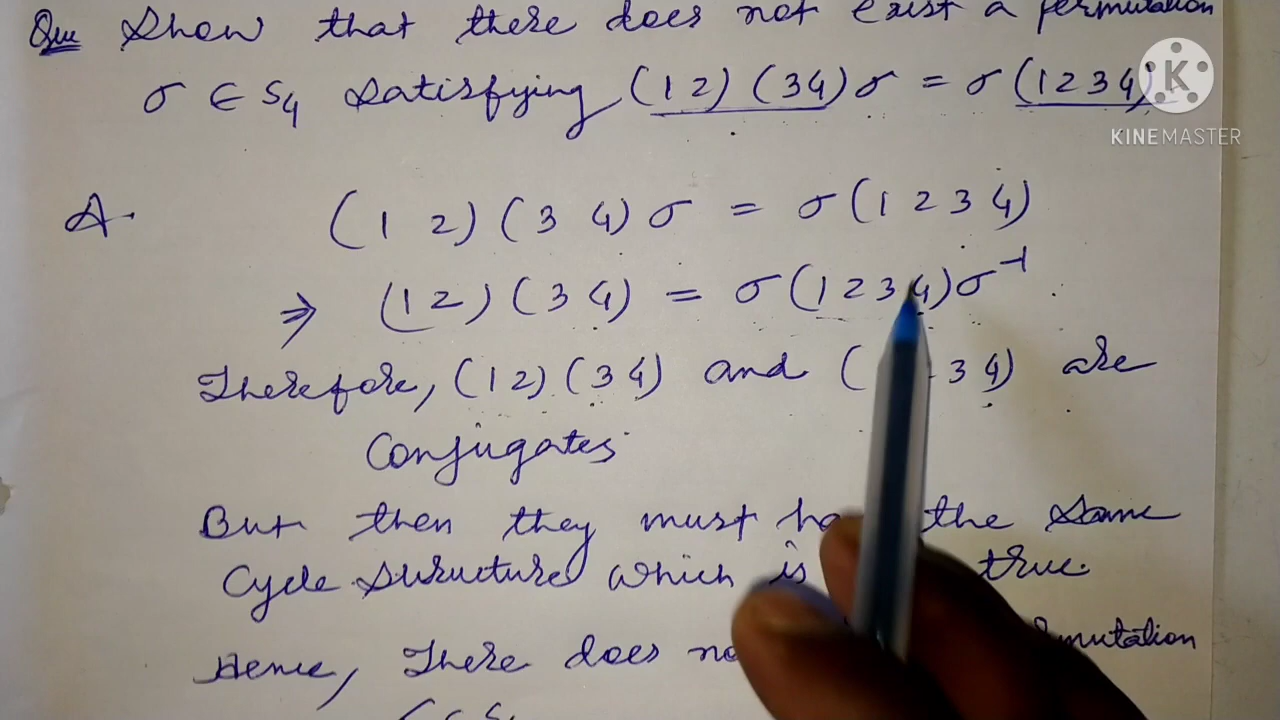 Que Show that there does not exist a permutation
σ ∈ S4 satisfying (1 2) (3 4) σ = σ (1 2 3 4)
K
KINEMASTER
A. (1 2) (3 4) σ = σ (1 2 3 4)
⇒ (1 2) (3 4) = σ (1 2 3 4) σ⁻¹.
Therefore, (1 2) (3 4) and ( 3 4) are
Conjugates
But then they must the same
Cycle structure which is true.
Hence, There does